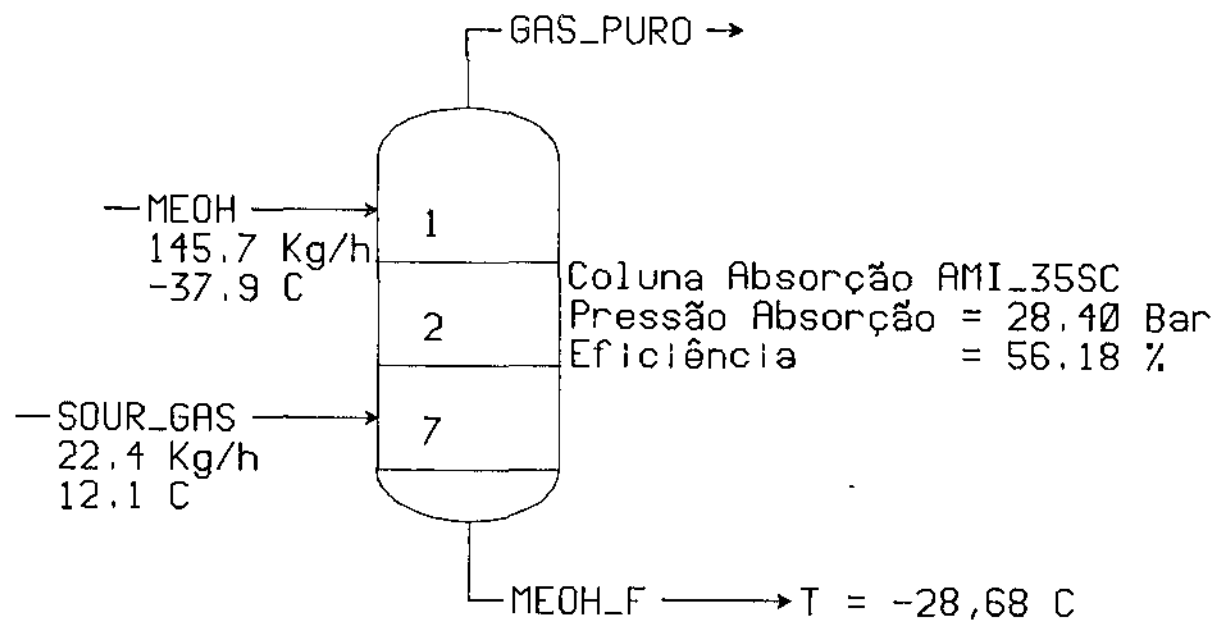 GAS_PURO
MEOH
145.7 Kg/h
-37.9 C
1
Coluna Absorção AMI_35SC
Pressão Absorção = 28.40 Bar
2
Eficiência = 56.18 %
SOUR_GAS
22.4 Kg/h
12.1 C
7
MEOH_F T = -28,68 C